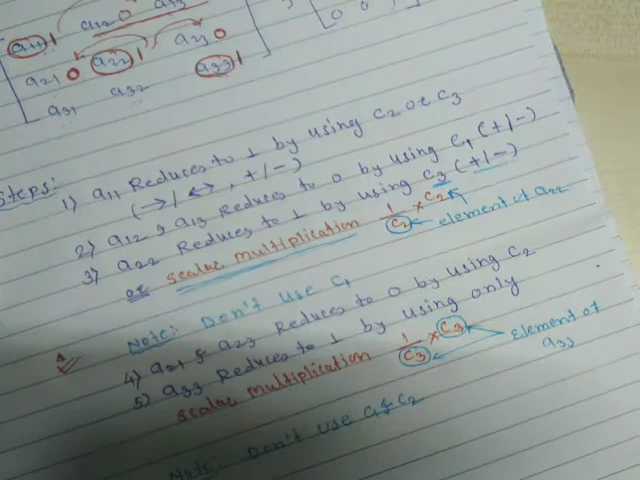 a11 1 a12 0 a13
a21 0 a22 1 a23 0
a31 a32 a33 1
0 0
Steps:
1) a11 Reduces to 1 by using C2 or C3
(→/↔, +/-)
2) a12 & a13 Reduces to 0 by using C1 (+/-)
3) a22 Reduces to 1 by using C3 (+/-)
or scalar multiplication 1/C2 × C2 ← element of a22
Note: Don't use C1
4) a21 & a23 Reduces to 0 by using C2
5) a33 Reduces to 1 by using only
scalar multiplication 1/C3 × C3 Element of
a33
Note: Don't use C1 & C2